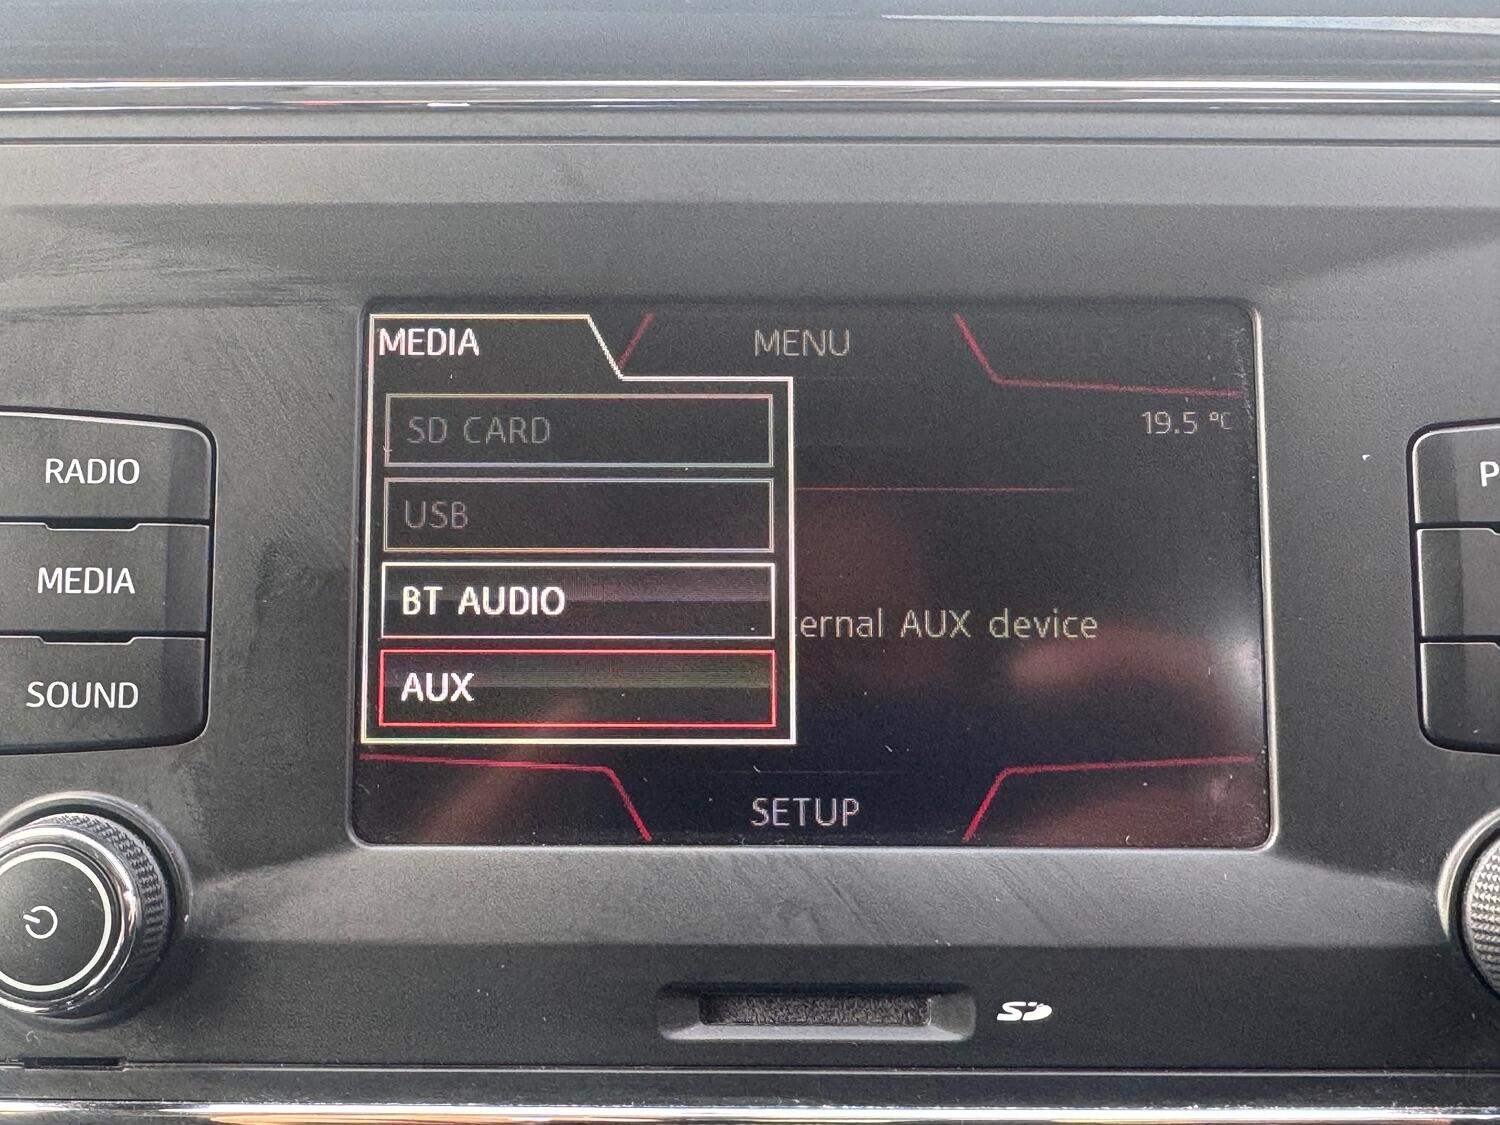 MEDIA
MENU
19.5 °C
SD CARD
USB
BT AUDIO
ernal AUX device
AUX
SETUP
RADIO
MEDIA
SOUND
P
SD